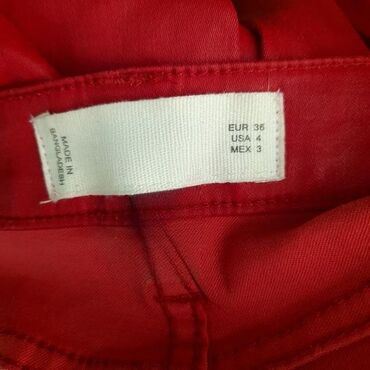 MADE IN
BANGLADESH
EUR 36
USA 4
MEX 3